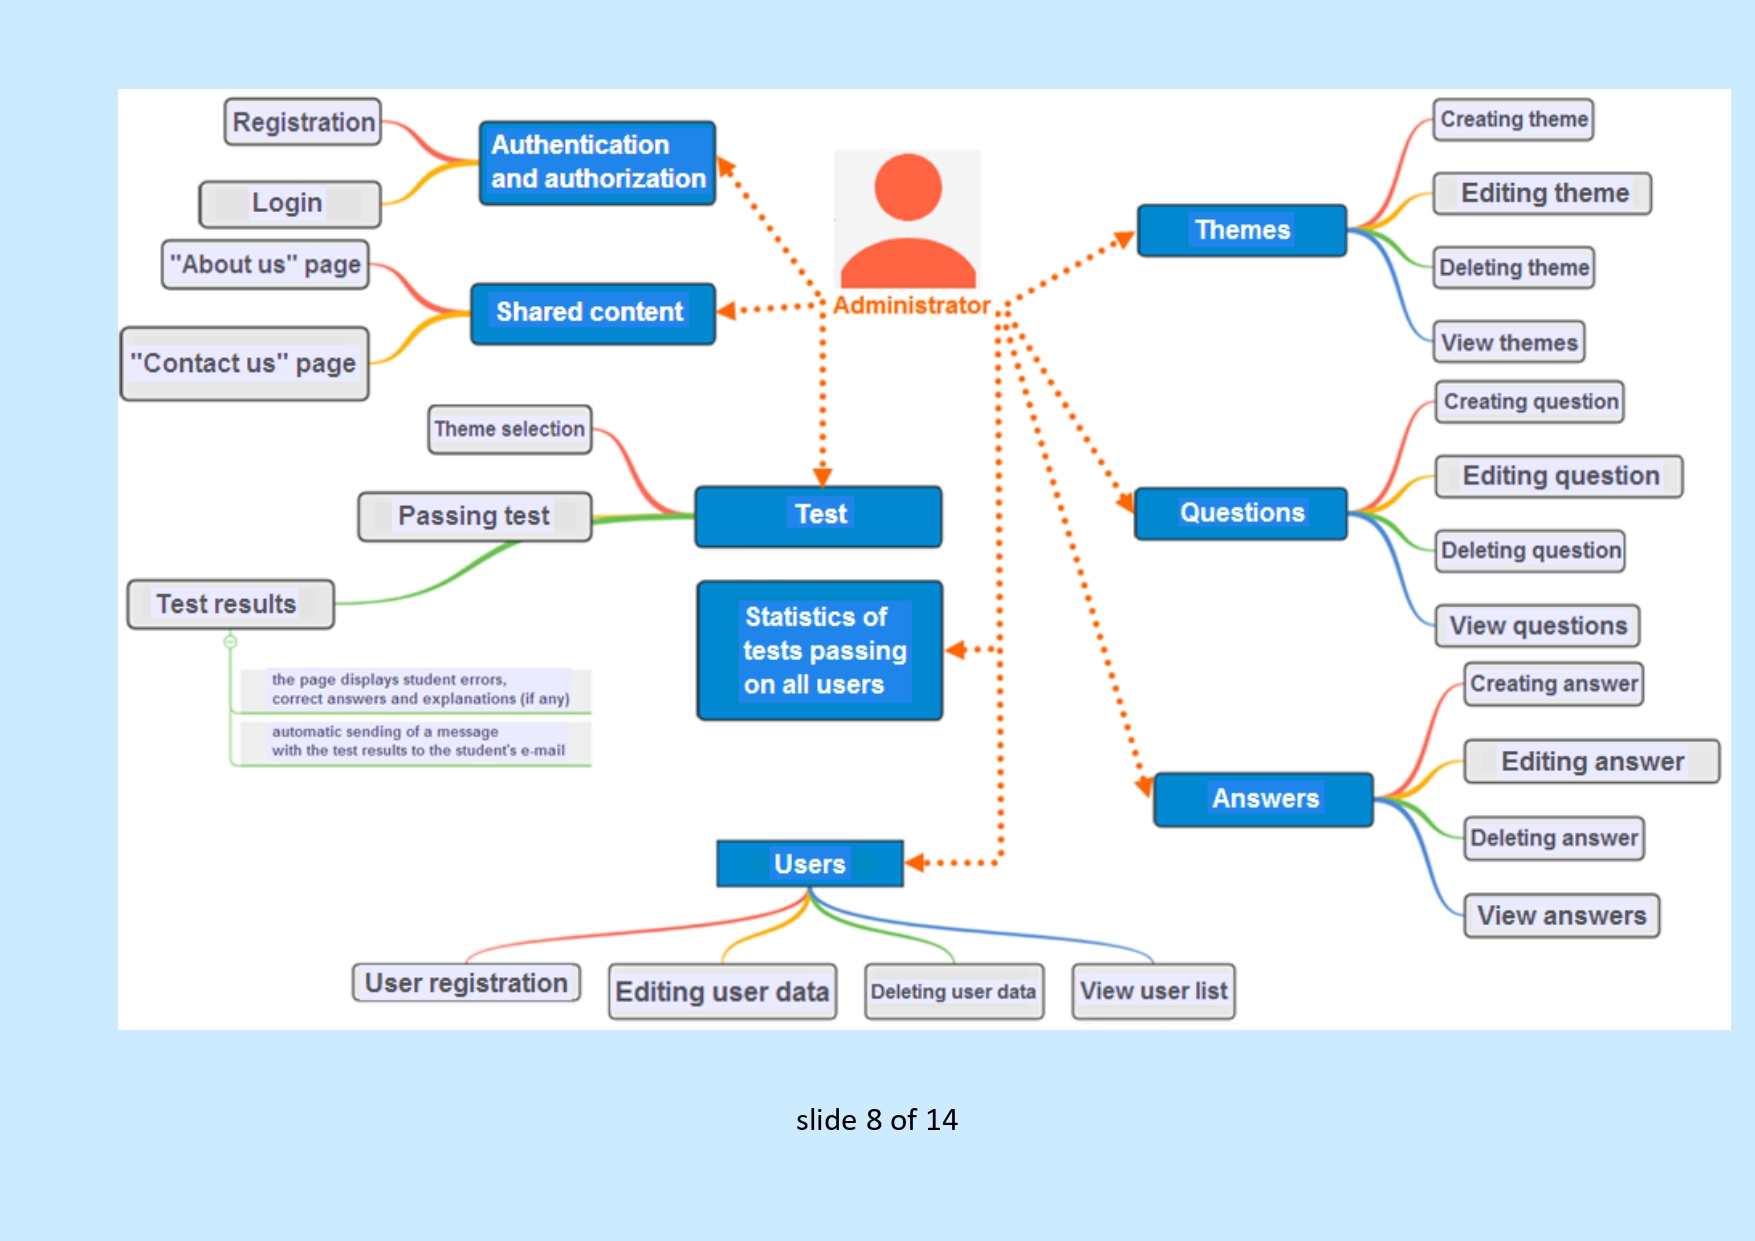 Registration
Login
Authentication
and authorization
"About us" page
"Contact us" page
Shared content
Administrator
Theme selection
Passing test
Test
Test results
the page displays student errors,
correct answers and explanations (if any)
automatic sending of a message
with the test results to the student's e-mail
Statistics of
tests passing
on all users
Users
User registration
Editing user data
Deleting user data
View user list
Themes
Creating theme
Editing theme
Deleting theme
View themes
Questions
Creating question
Editing question
Deleting question
View questions
Answers
Creating answer
Editing answer
Deleting answer
View answers
slide 8 of 14